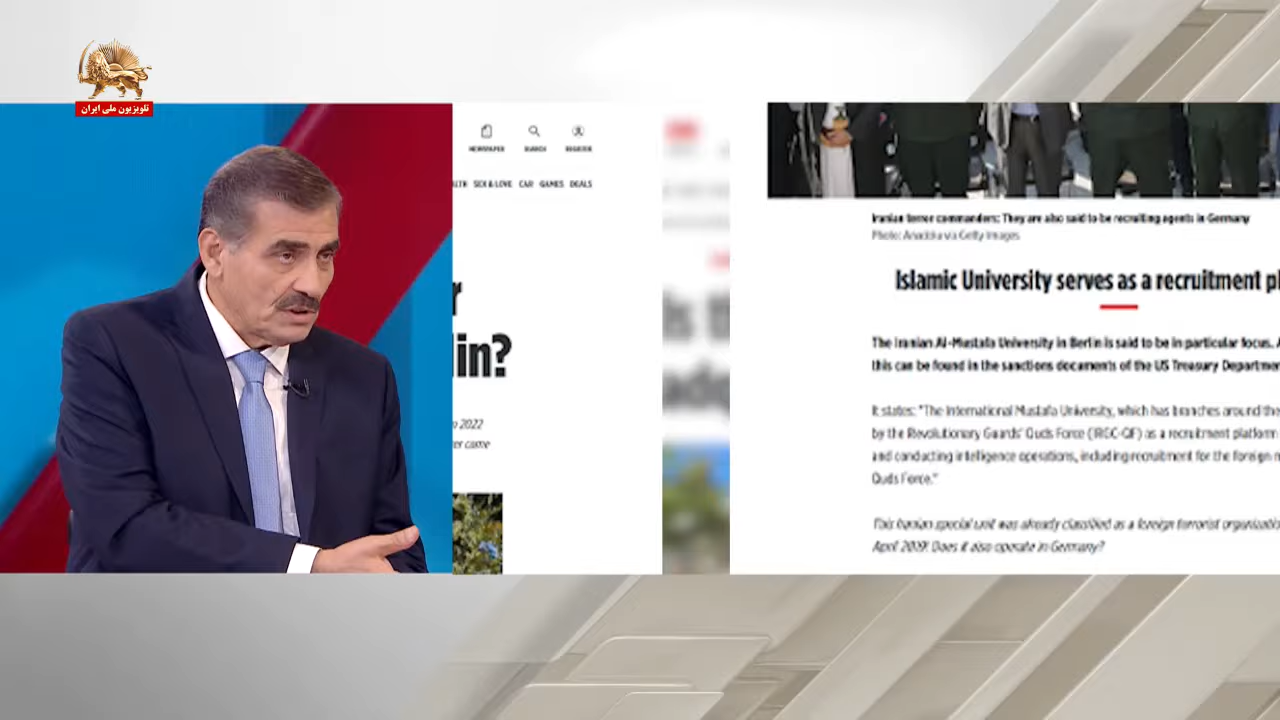 تلویزیون ملی ایران
NEWSPAPER SEARCH REGISTER
LTH SEX & LOVE CAR GAMES DEALS
r
lin?
2022
er came
Iranian terror commanders: They are also said to be recruiting agents in Germany
Photo: Anadolu via Getty Images
Islamic University serves as a recruitment pl
The Iranian Al-Mustafa University in Berlin is said to be in particular focus. A
this can be found in the sanctions documents of the US Treasury Departmen
It states: "The International Mustafa University, which has branches around the
by the Revolutionary Guards' Quds Force (IRGC-QF) as a recruitment platform
and conducting intelligence operations, including recruitment for the foreign m
Quds Force."
This Iranian special unit was already classified as a foreign terrorist organizatio
April 2019! Does it also operate in Germany?